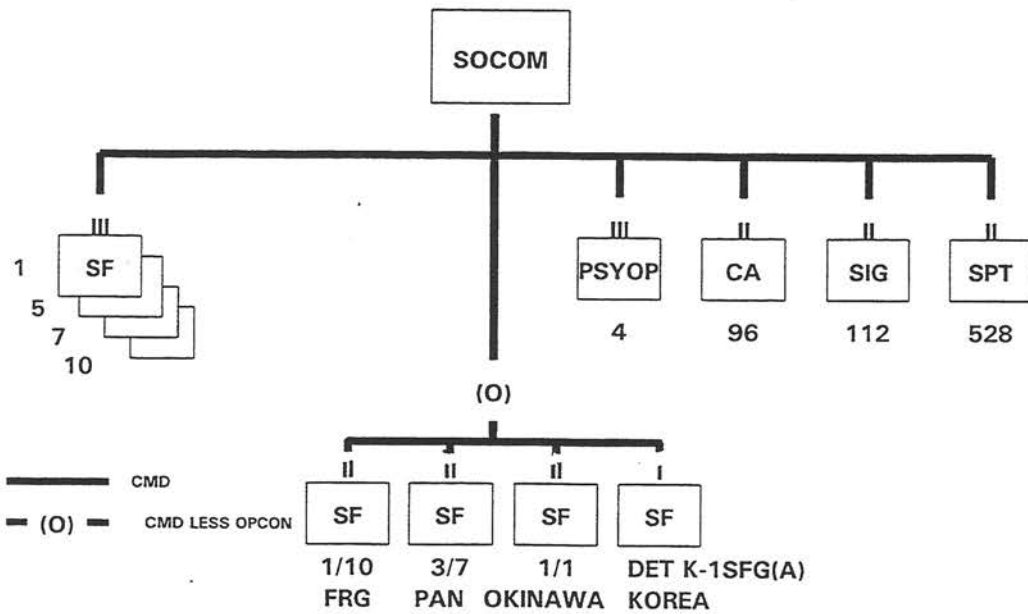 SOCOM
III
SF
1
5
7
10
III
PSYOP
4
II
CA
96
II
SIG
112
II
SPT
528
(O)
CMD
(O) CMD LESS OPCON
II
SF
1/10
FRG
II
SF
3/7
PAN
II
SF
1/1
OKINAWA
I
SF
DET K-1SFG(A)
KOREA